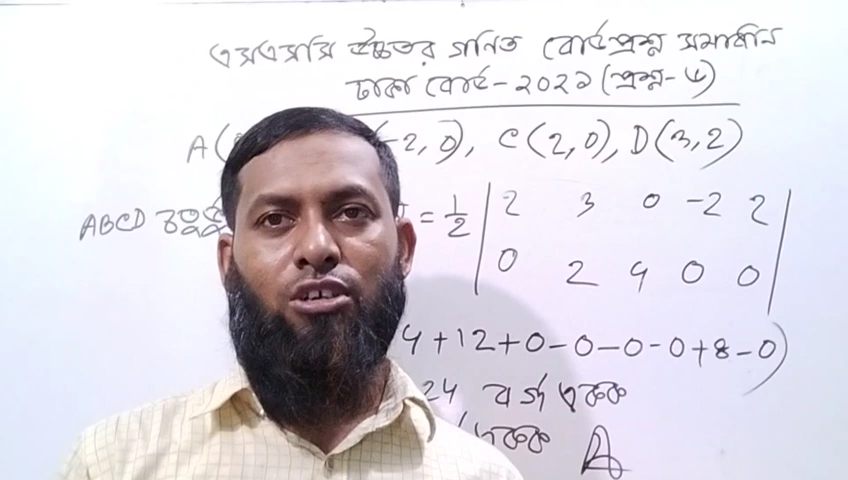 এসএসসি উচ্চতর গণিত বোর্ডপ্রশ্ন সমাধান
ঢাকা বোর্ড-২০২১ (প্রশ্ন-৬)
A( (-2, 0), C(2, 0), D(3, 2)
ABCD = 1/2 | 2 3 0 -2 2
0 2 4 0 0 |
4+12+0-0-0-0+8-0)
24 বর্গ একক
একক